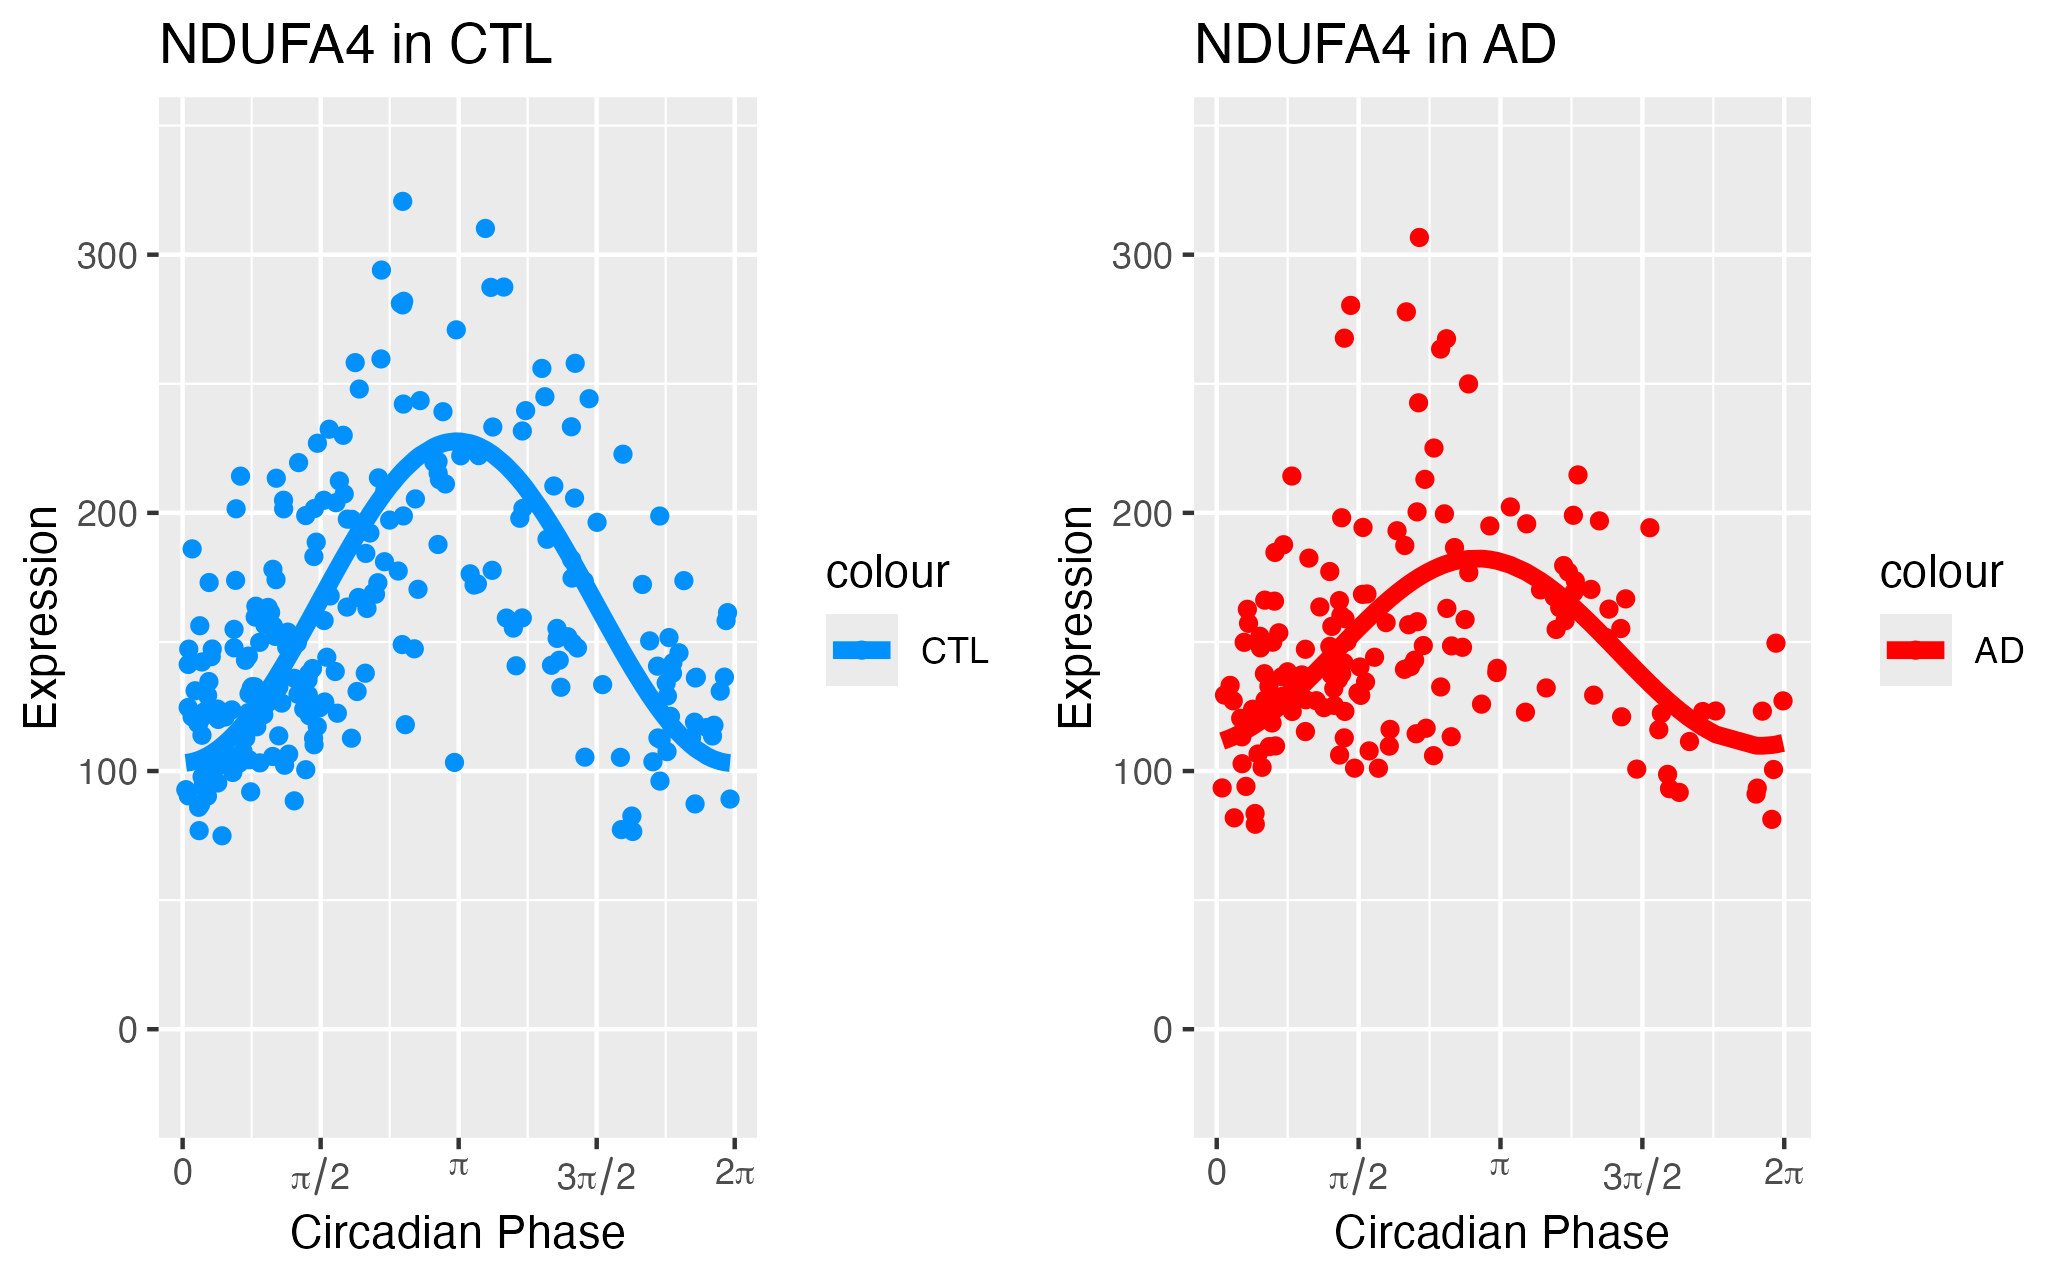 NDUFA4 in CTL
Expression
300
200
100
0
0 π/2 π 3π/2 2π
Circadian Phase
colour
CTL
NDUFA4 in AD
Expression
300
200
100
0
0 π/2 π 3π/2 2π
Circadian Phase
colour
AD